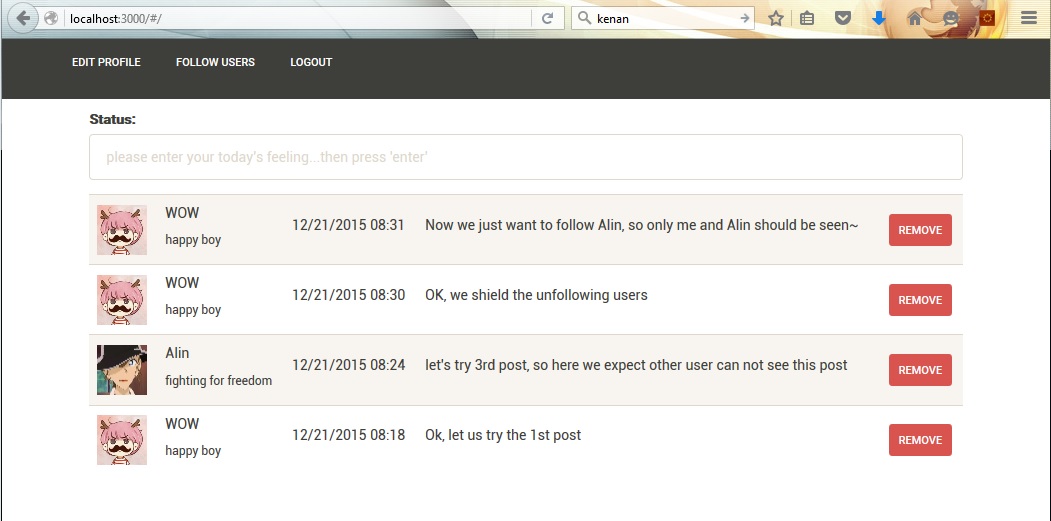 localhost:3000/#/
kenan
EDIT PROFILE FOLLOW USERS LOGOUT
Status:
please enter your today's feeling...then press 'enter'
WOW
happy boy
12/21/2015 08:31 Now we just want to follow Alin, so only me and Alin should be seen~ REMOVE
WOW
happy boy
12/21/2015 08:30 OK, we shield the unfollowing users REMOVE
Alin
fighting for freedom
12/21/2015 08:24 let's try 3rd post, so here we expect other user can not see this post REMOVE
WOW
happy boy
12/21/2015 08:18 Ok, let us try the 1st post REMOVE